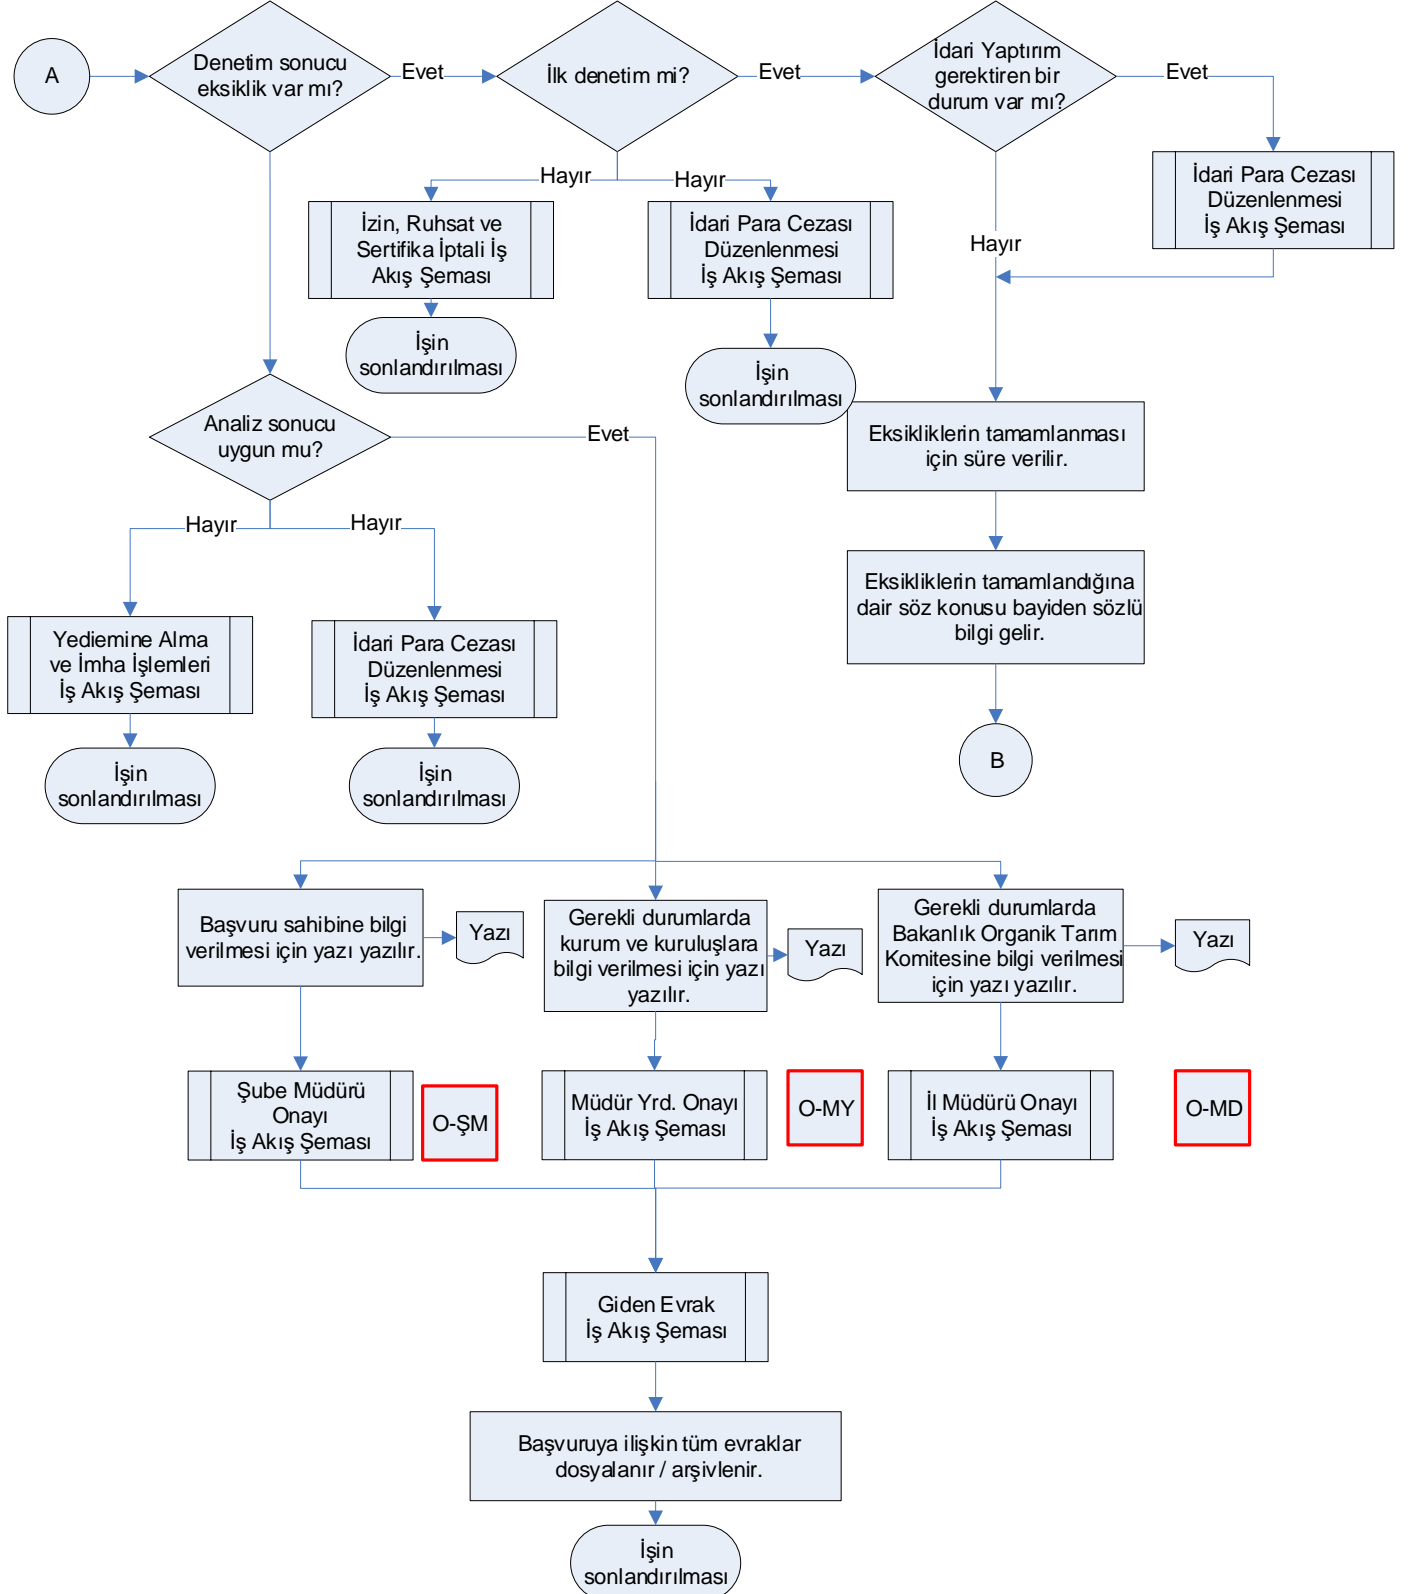 A
Denetim sonucu
eksiklik var mı?
Evet
İlk denetim mi?
Evet
İdari Yaptırım
gerektiren bir
durum var mı?
Evet
Hayır
Hayır
İzin, Ruhsat ve
Sertifika İptali İş
Akış Şeması
İdari Para Cezası
Düzenlenmesi
İş Akış Şeması
İdari Para Cezası
Düzenlenmesi
İş Akış Şeması
Hayır
İşin
sonlandırılması
İşin
sonlandırılması
Analiz sonucu
uygun mu?
Evet
Eksikliklerin tamamlanması
için süre verilir.
Hayır
Hayır
Eksikliklerin tamamlandığına
dair söz konusu bayiden sözlü
bilgi gelir.
Yediemine Alma
ve İmha İşlemleri
İş Akış Şeması
İdari Para Cezası
Düzenlenmesi
İş Akış Şeması
B
İşin
sonlandırılması
İşin
sonlandırılması
Başvuru sahibine bilgi
verilmesi için yazı yazılır.
Yazı
Gerekli durumlarda
kurum ve kuruluşlara
bilgi verilmesi için yazı
yazılır.
Yazı
Gerekli durumlarda
Bakanlık Organik Tarım
Komitesine bilgi verilmesi
için yazı yazılır.
Yazı
Şube Müdürü
Onayı
İş Akış Şeması
O-ŞM
Müdür Yrd. Onayı
İş Akış Şeması
O-MY
İl Müdürü Onayı
İş Akış Şeması
O-MD
Giden Evrak
İş Akış Şeması
Başvuruya ilişkin tüm evraklar
dosyalanır / arşivlenir.
İşin
sonlandırılması